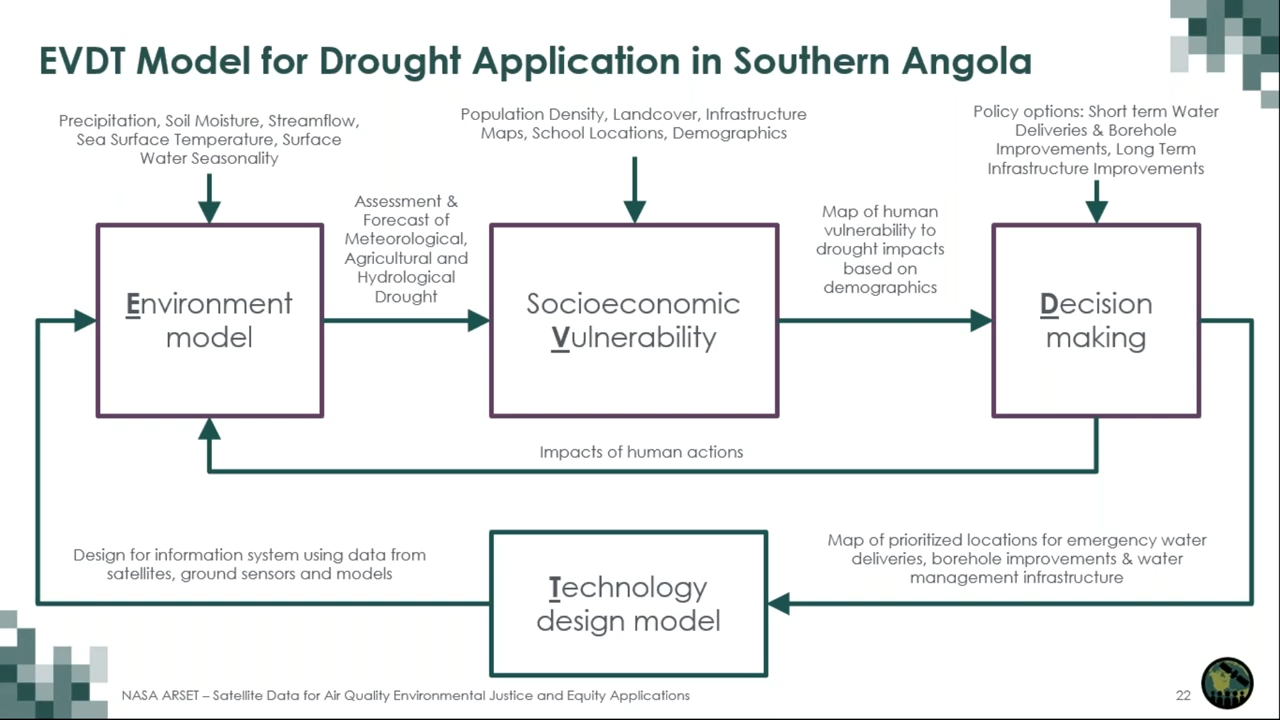 EVDT Model for Drought Application in Southern Angola
Precipitation, Soil Moisture, Streamflow,
Sea Surface Temperature, Surface
Water Seasonality
Population Density, Landcover, Infrastructure
Maps, School Locations, Demographics
Policy options: Short term Water
Deliveries & Borehole
Improvements, Long Term
Infrastructure Improvements
Environment
model
Assessment &
Forecast of
Meteorological,
Agricultural and
Hydrological
Drought
Socioeconomic
Vulnerability
Map of human
vulnerability to
drought impacts
based on
demographics
Decision
making
Impacts of human actions
Design for information system using data from
satellites, ground sensors and models
Technology
design model
Map of prioritized locations for emergency water
deliveries, borehole improvements & water
management infrastructure
NASA ARSET – Satellite Data for Air Quality Environmental Justice and Equity Applications
22